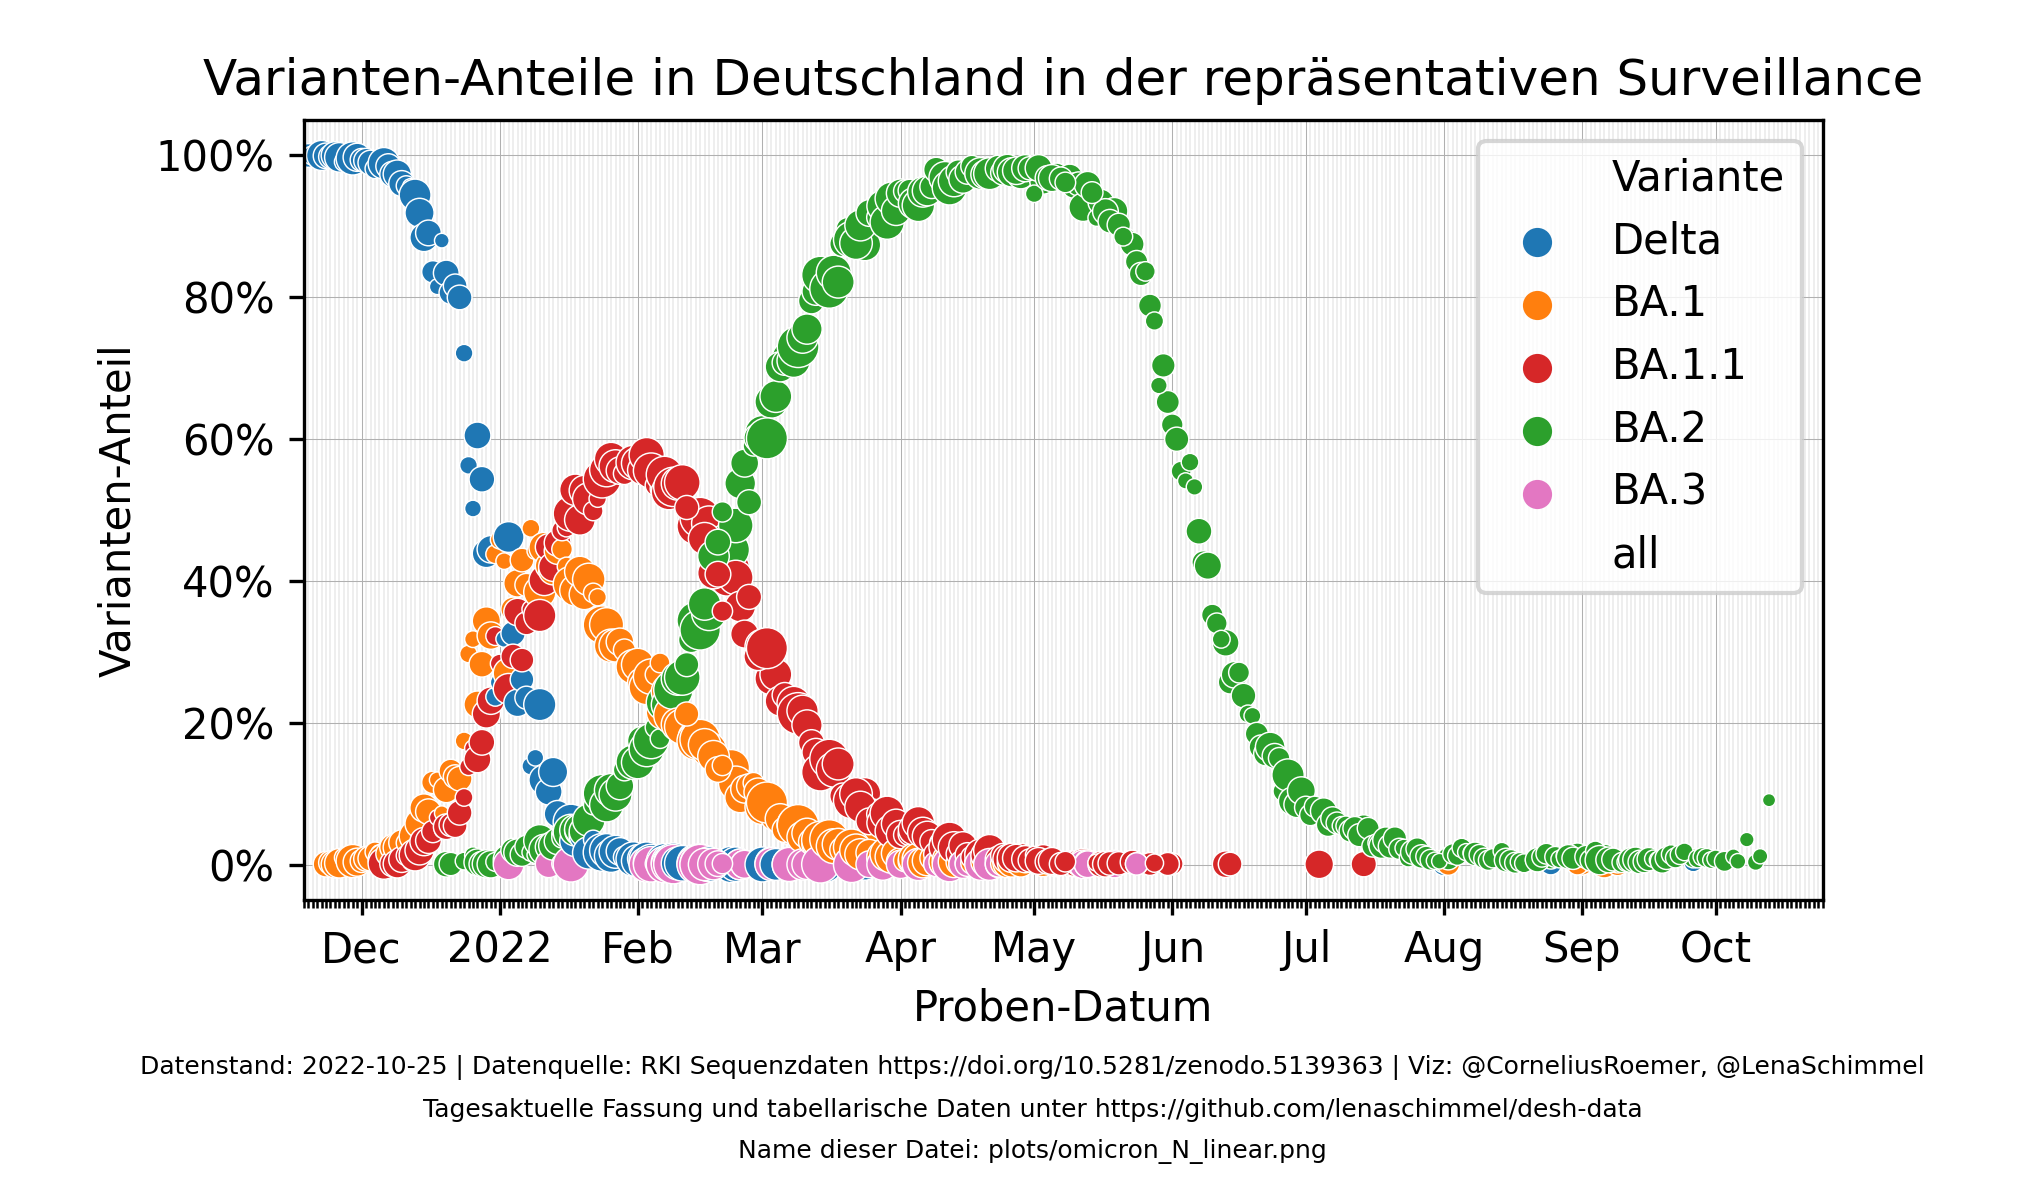 Varianten-Anteile in Deutschland in der repräsentativen Surveillance
Varianten-Anteil
100%
80%
60%
40%
20%
0%
Variante
Delta
BA.1
BA.1.1
BA.2
BA.3
all
Dec 2022 Feb Mar Apr May Jun Jul Aug Sep Oct
Proben-Datum
Datenstand: 2022-10-25 | Datenquelle: RKI Sequenzdaten https://doi.org/10.5281/zenodo.5139363 | Viz: @CorneliusRoemer, @LenaSchimmel
Tagesaktuelle Fassung und tabellarische Daten unter https://github.com/lenaschimmel/desh-data
Name dieser Datei: plots/omicron_N_linear.png